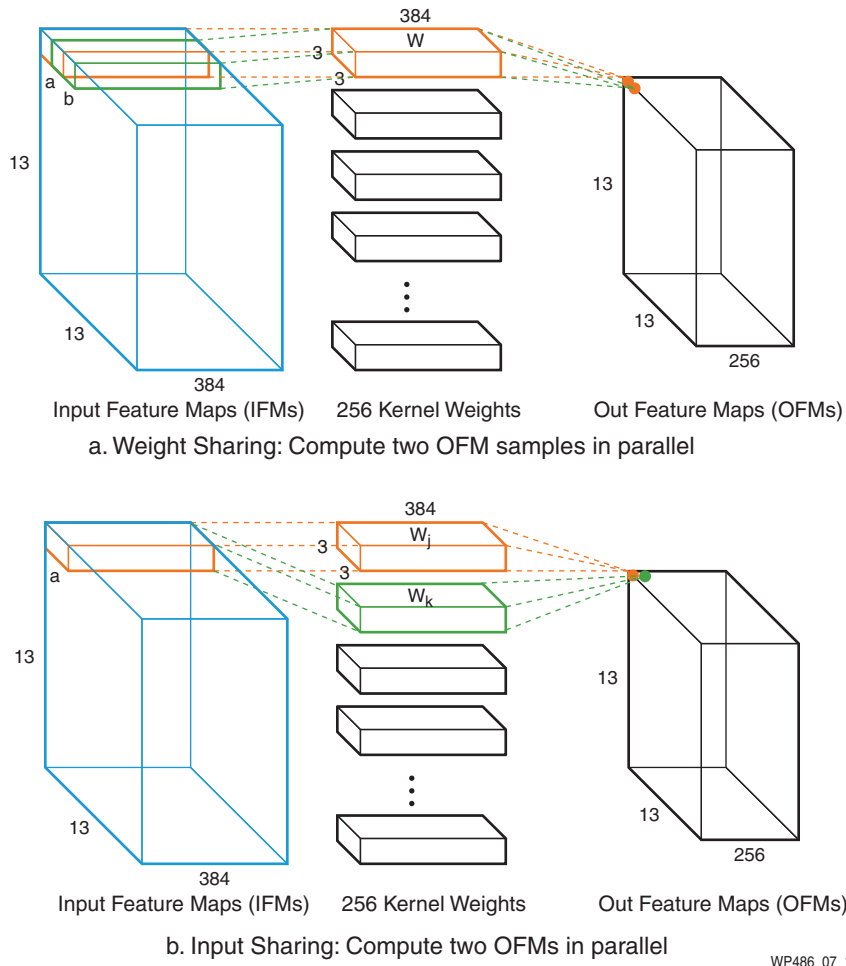 384
W
3
3
a
b
13
13
13
13
384
256
Input Feature Maps (IFMs)
256 Kernel Weights
Out Feature Maps (OFMs)
a. Weight Sharing: Compute two OFM samples in parallel
384
Wj
3
3
a
Wk
13
13
13
13
384
256
Input Feature Maps (IFMs)
256 Kernel Weights
Out Feature Maps (OFMs)
b. Input Sharing: Compute two OFMs in parallel
WP486_07_